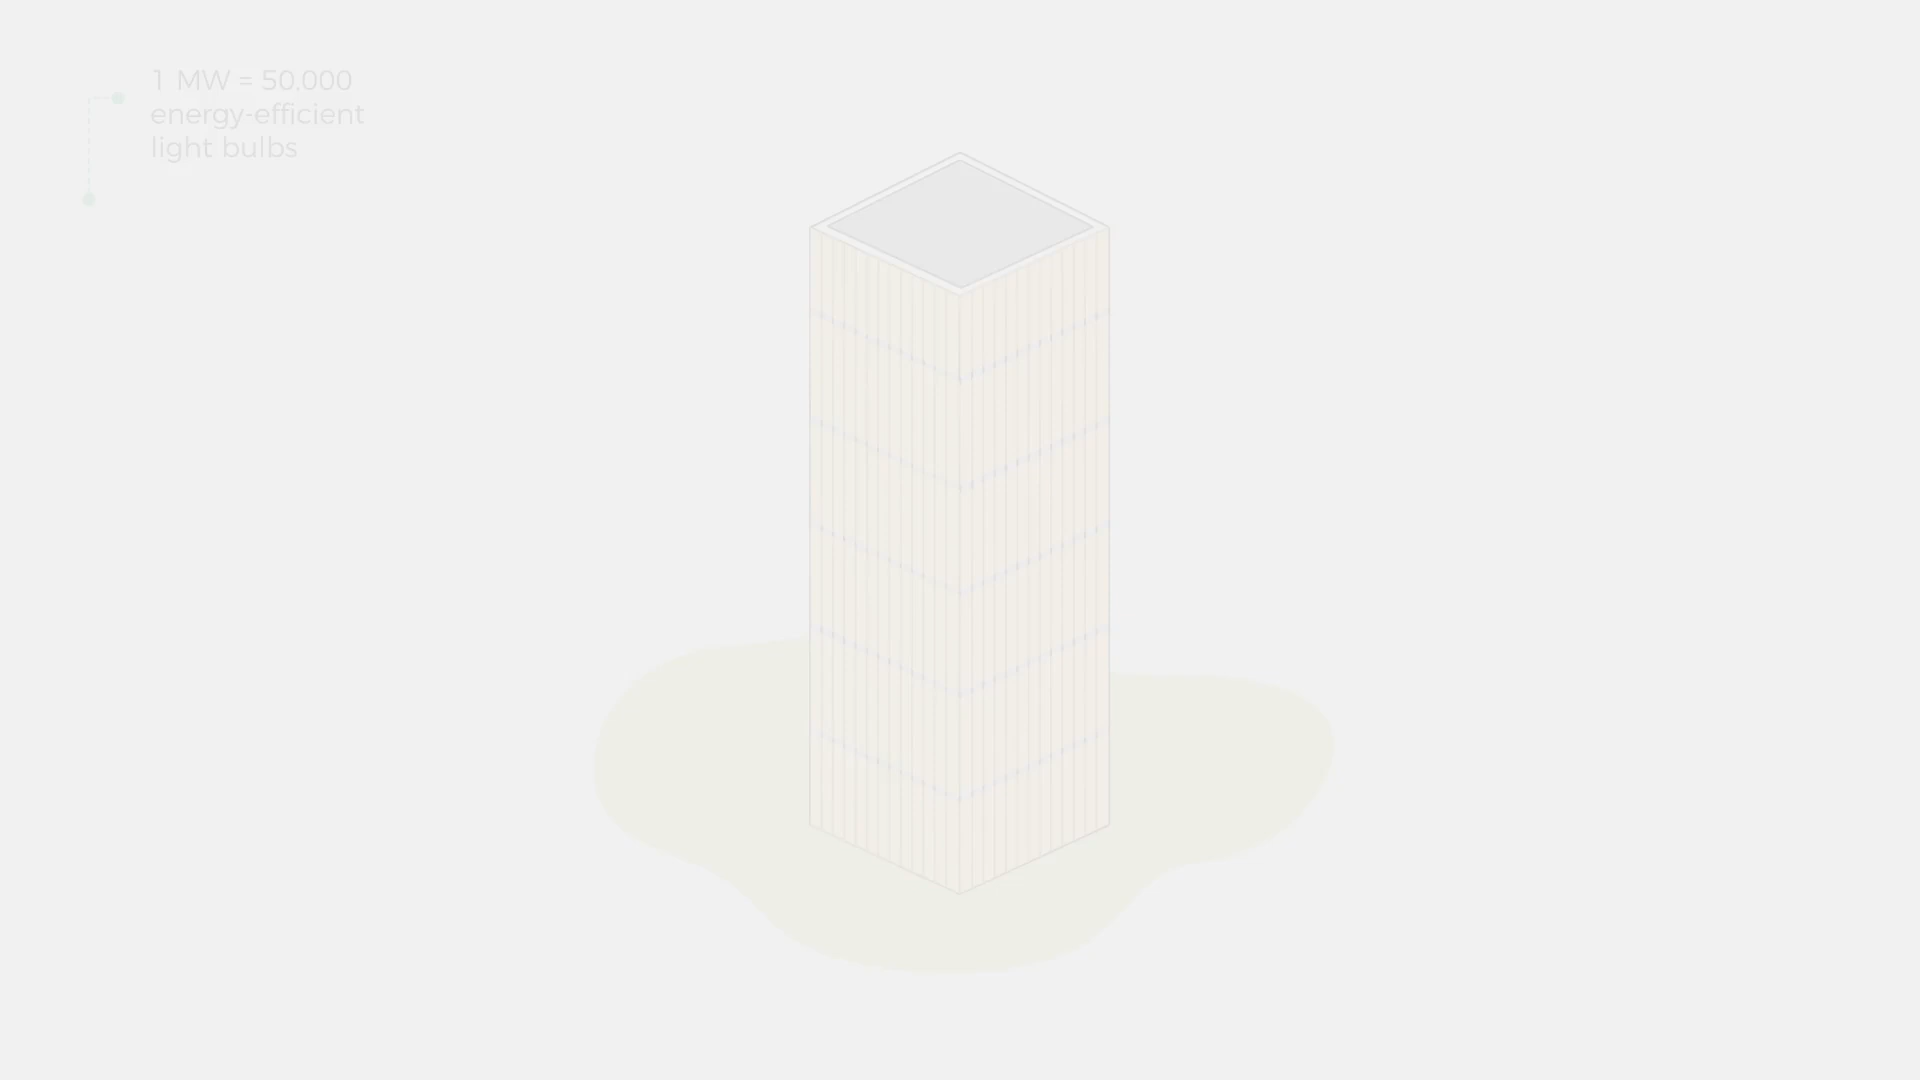 1 MW = 50.000
energy-efficient
light bulbs